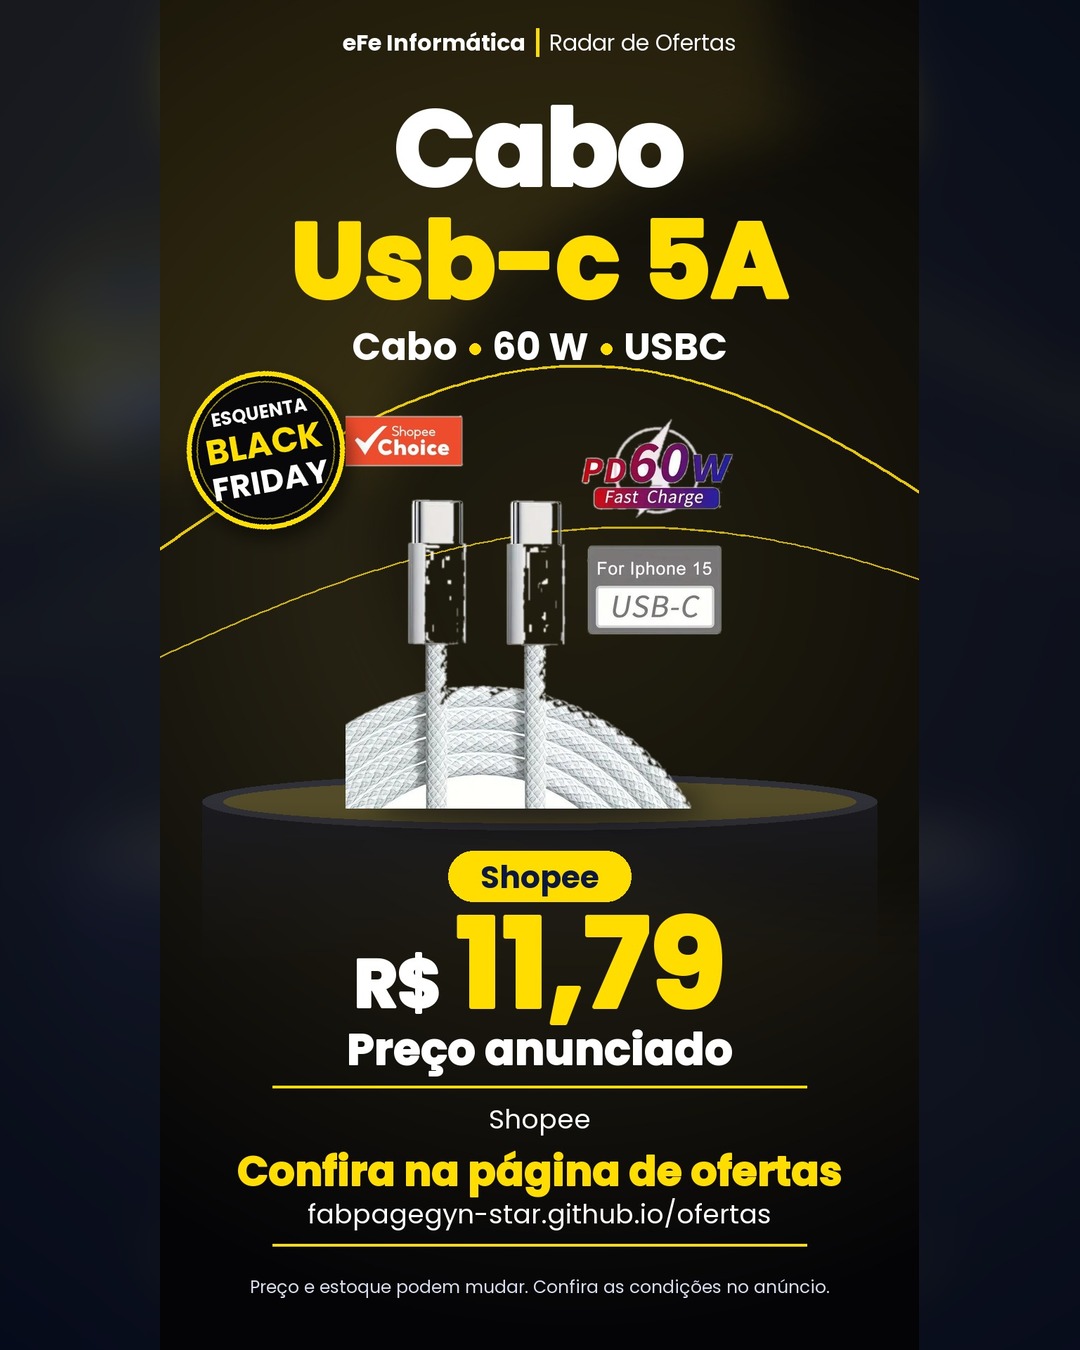 eFe Informática | Radar de Ofertas
Cabo
Usb-c 5A
Cabo • 60 W • USBC
ESQUENTA
BLACK
FRIDAY
Shopee
Choice
PD60W
Fast Charge
For Iphone 15
USB-C
Shopee
R$ 11,79
Preço anunciado
Shopee
Confira na página de ofertas
fabpagegyn-star.github.io/ofertas
Preço e estoque podem mudar. Confira as condições no anúncio.